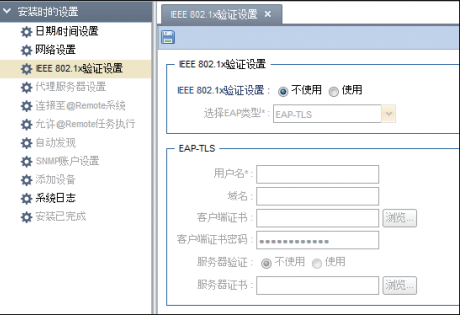 安装时的设置
日期/时间设置
网络设置
IEEE 802.1x验证设置
代理服务器设置
连接至@Remote系统
允许@Remote任务执行
自动发现
SNMP账户设置
添加设备
系统日志
安装已完成
IEEE 802.1x验证设置 ×
IEEE 802.1x验证设置
IEEE 802.1x验证设置： 不使用 使用
选择EAP类型*： EAP-TLS
EAP-TLS
用户名*：
域名：
客户端证书： 浏览...
客户端证书密码： ••••••••••••
服务器验证： 不使用 使用
服务器证书： 浏览...